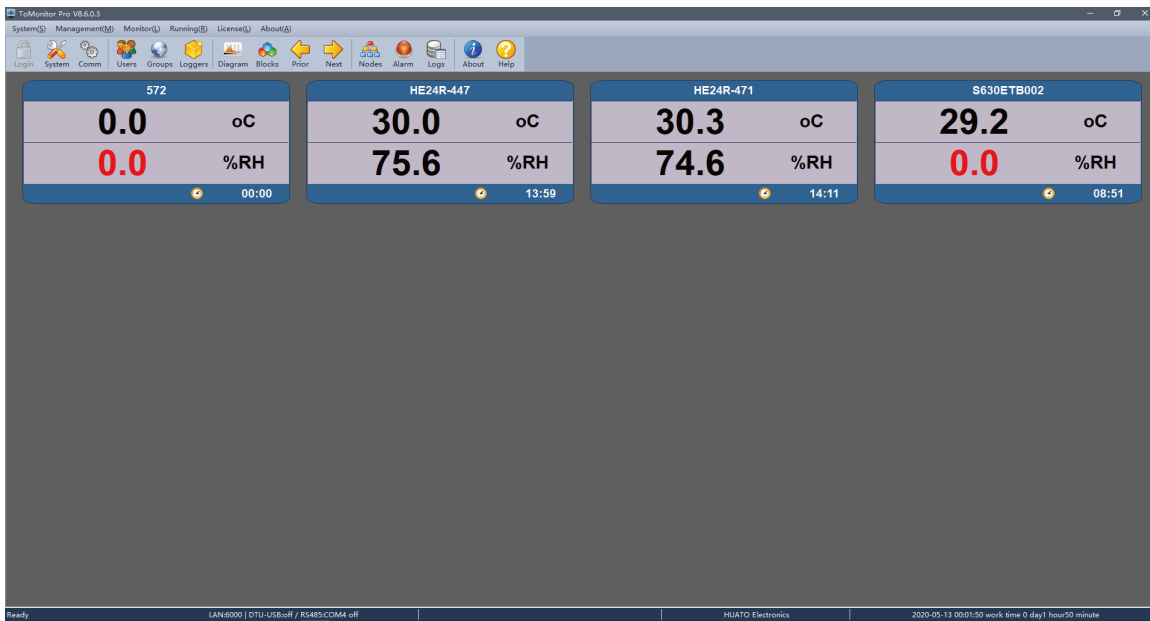 ToMonitor Pro V8.6.0.3
System(S) Management(M) Monitor(L) Running(R) License(L) About(A)
Login System Comm Users Groups Loggers Diagram Blocks Prior Next Nodes Alarm Logs About Help
572 HE24R-447 HE24R-471 S630ETB002
0.0 oC 30.0 oC 30.3 oC 29.2 oC
0.0 %RH 75.6 %RH 74.6 %RH 0.0 %RH
00:00 13:59 14:11 08:51
Ready LAN:6000 | DTU-USB:off / RS485:COM4 off HUATO Electronics 2020-05-13 00:01:50 work time 0 day1 hour50 minute